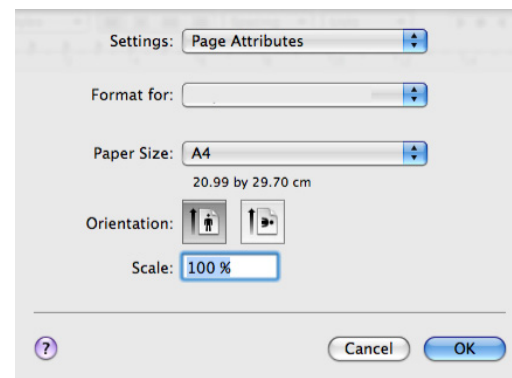 Settings: Page Attributes
Format for:
Paper Size: A4
20.99 by 29.70 cm
Orientation:
Scale: 100 %
? Cancel OK